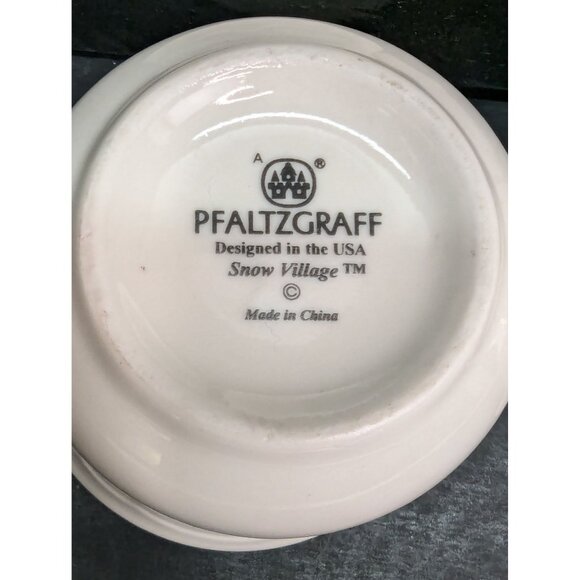 A ®
PFALTZGRAFF
Designed in the USA
Snow Village ™
©
Made in China